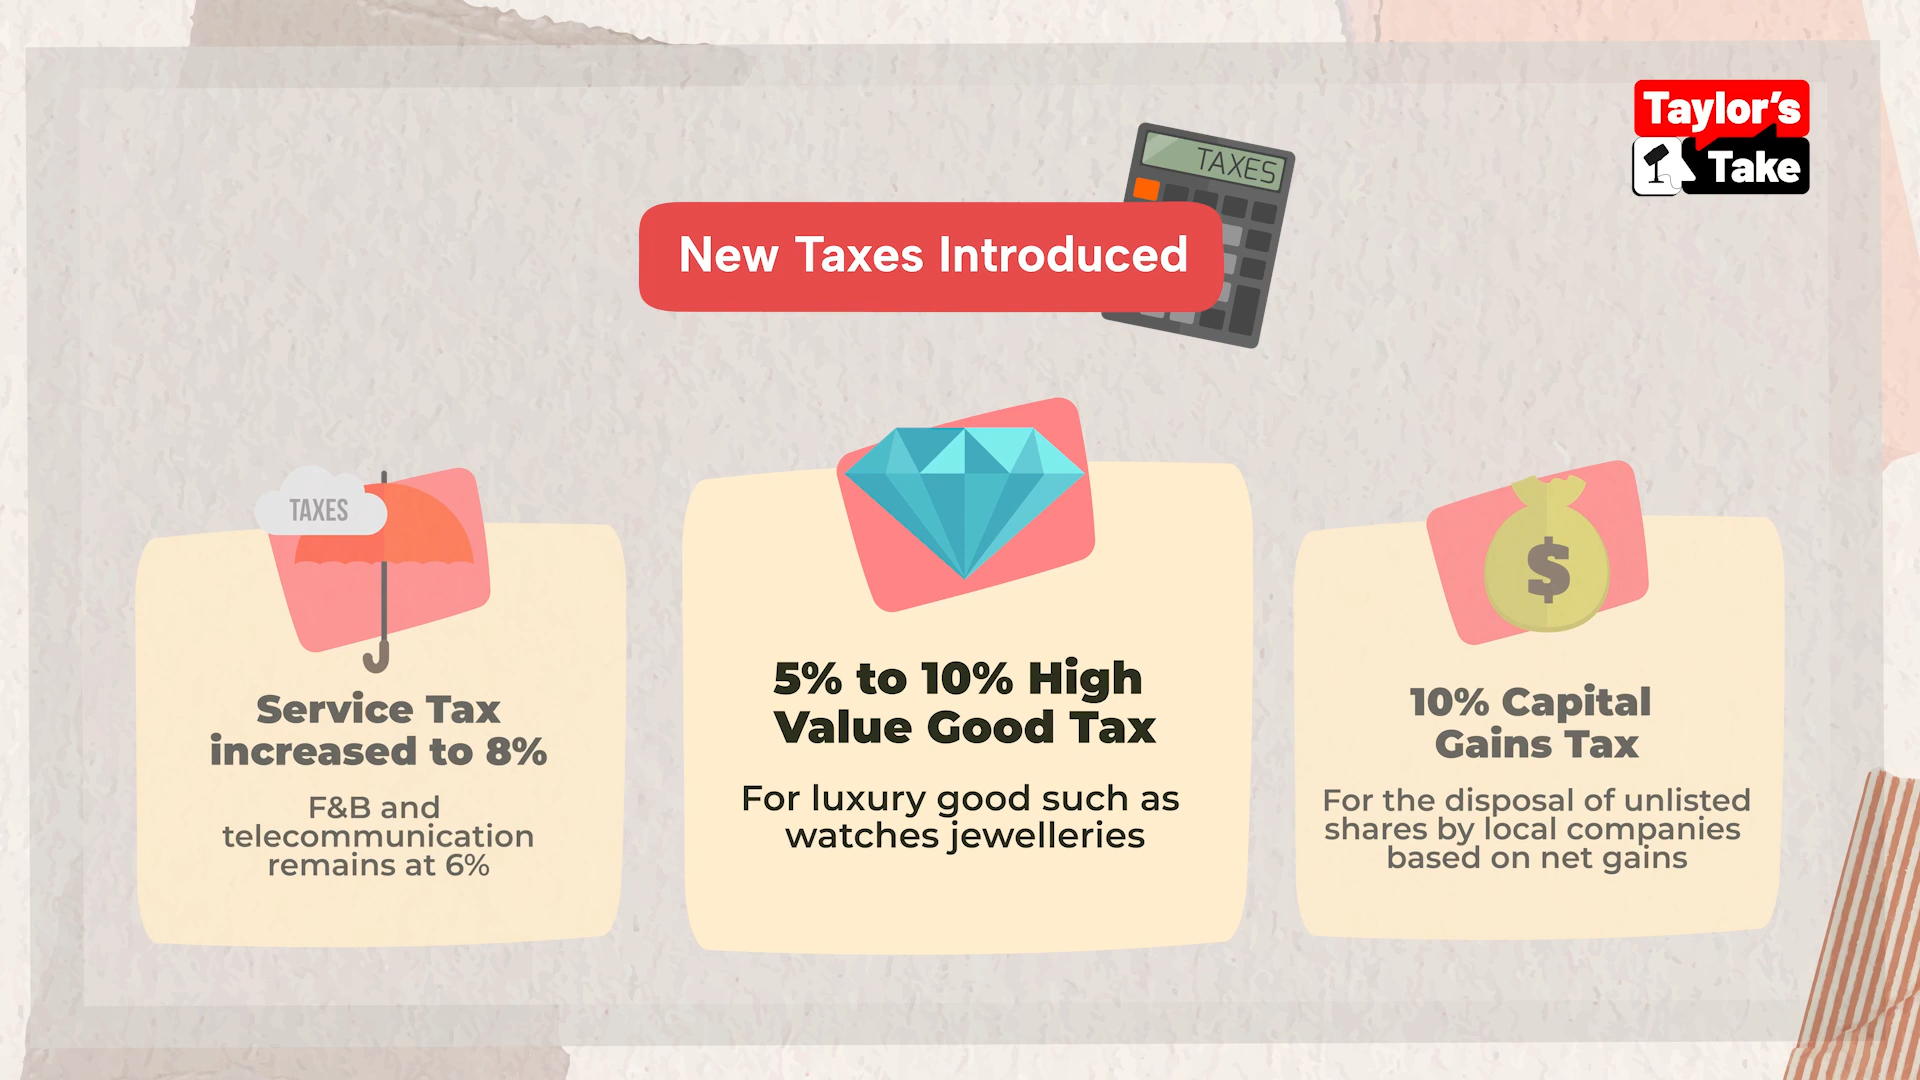 Taylor's
Take
TAXES
New Taxes Introduced
TAXES
Service Tax
increased to 8%
F&B and
telecommunication
remains at 6%
5% to 10% High
Value Good Tax
For luxury good such as
watches jewelleries
$
10% Capital
Gains Tax
For the disposal of unlisted
shares by local companies
based on net gains